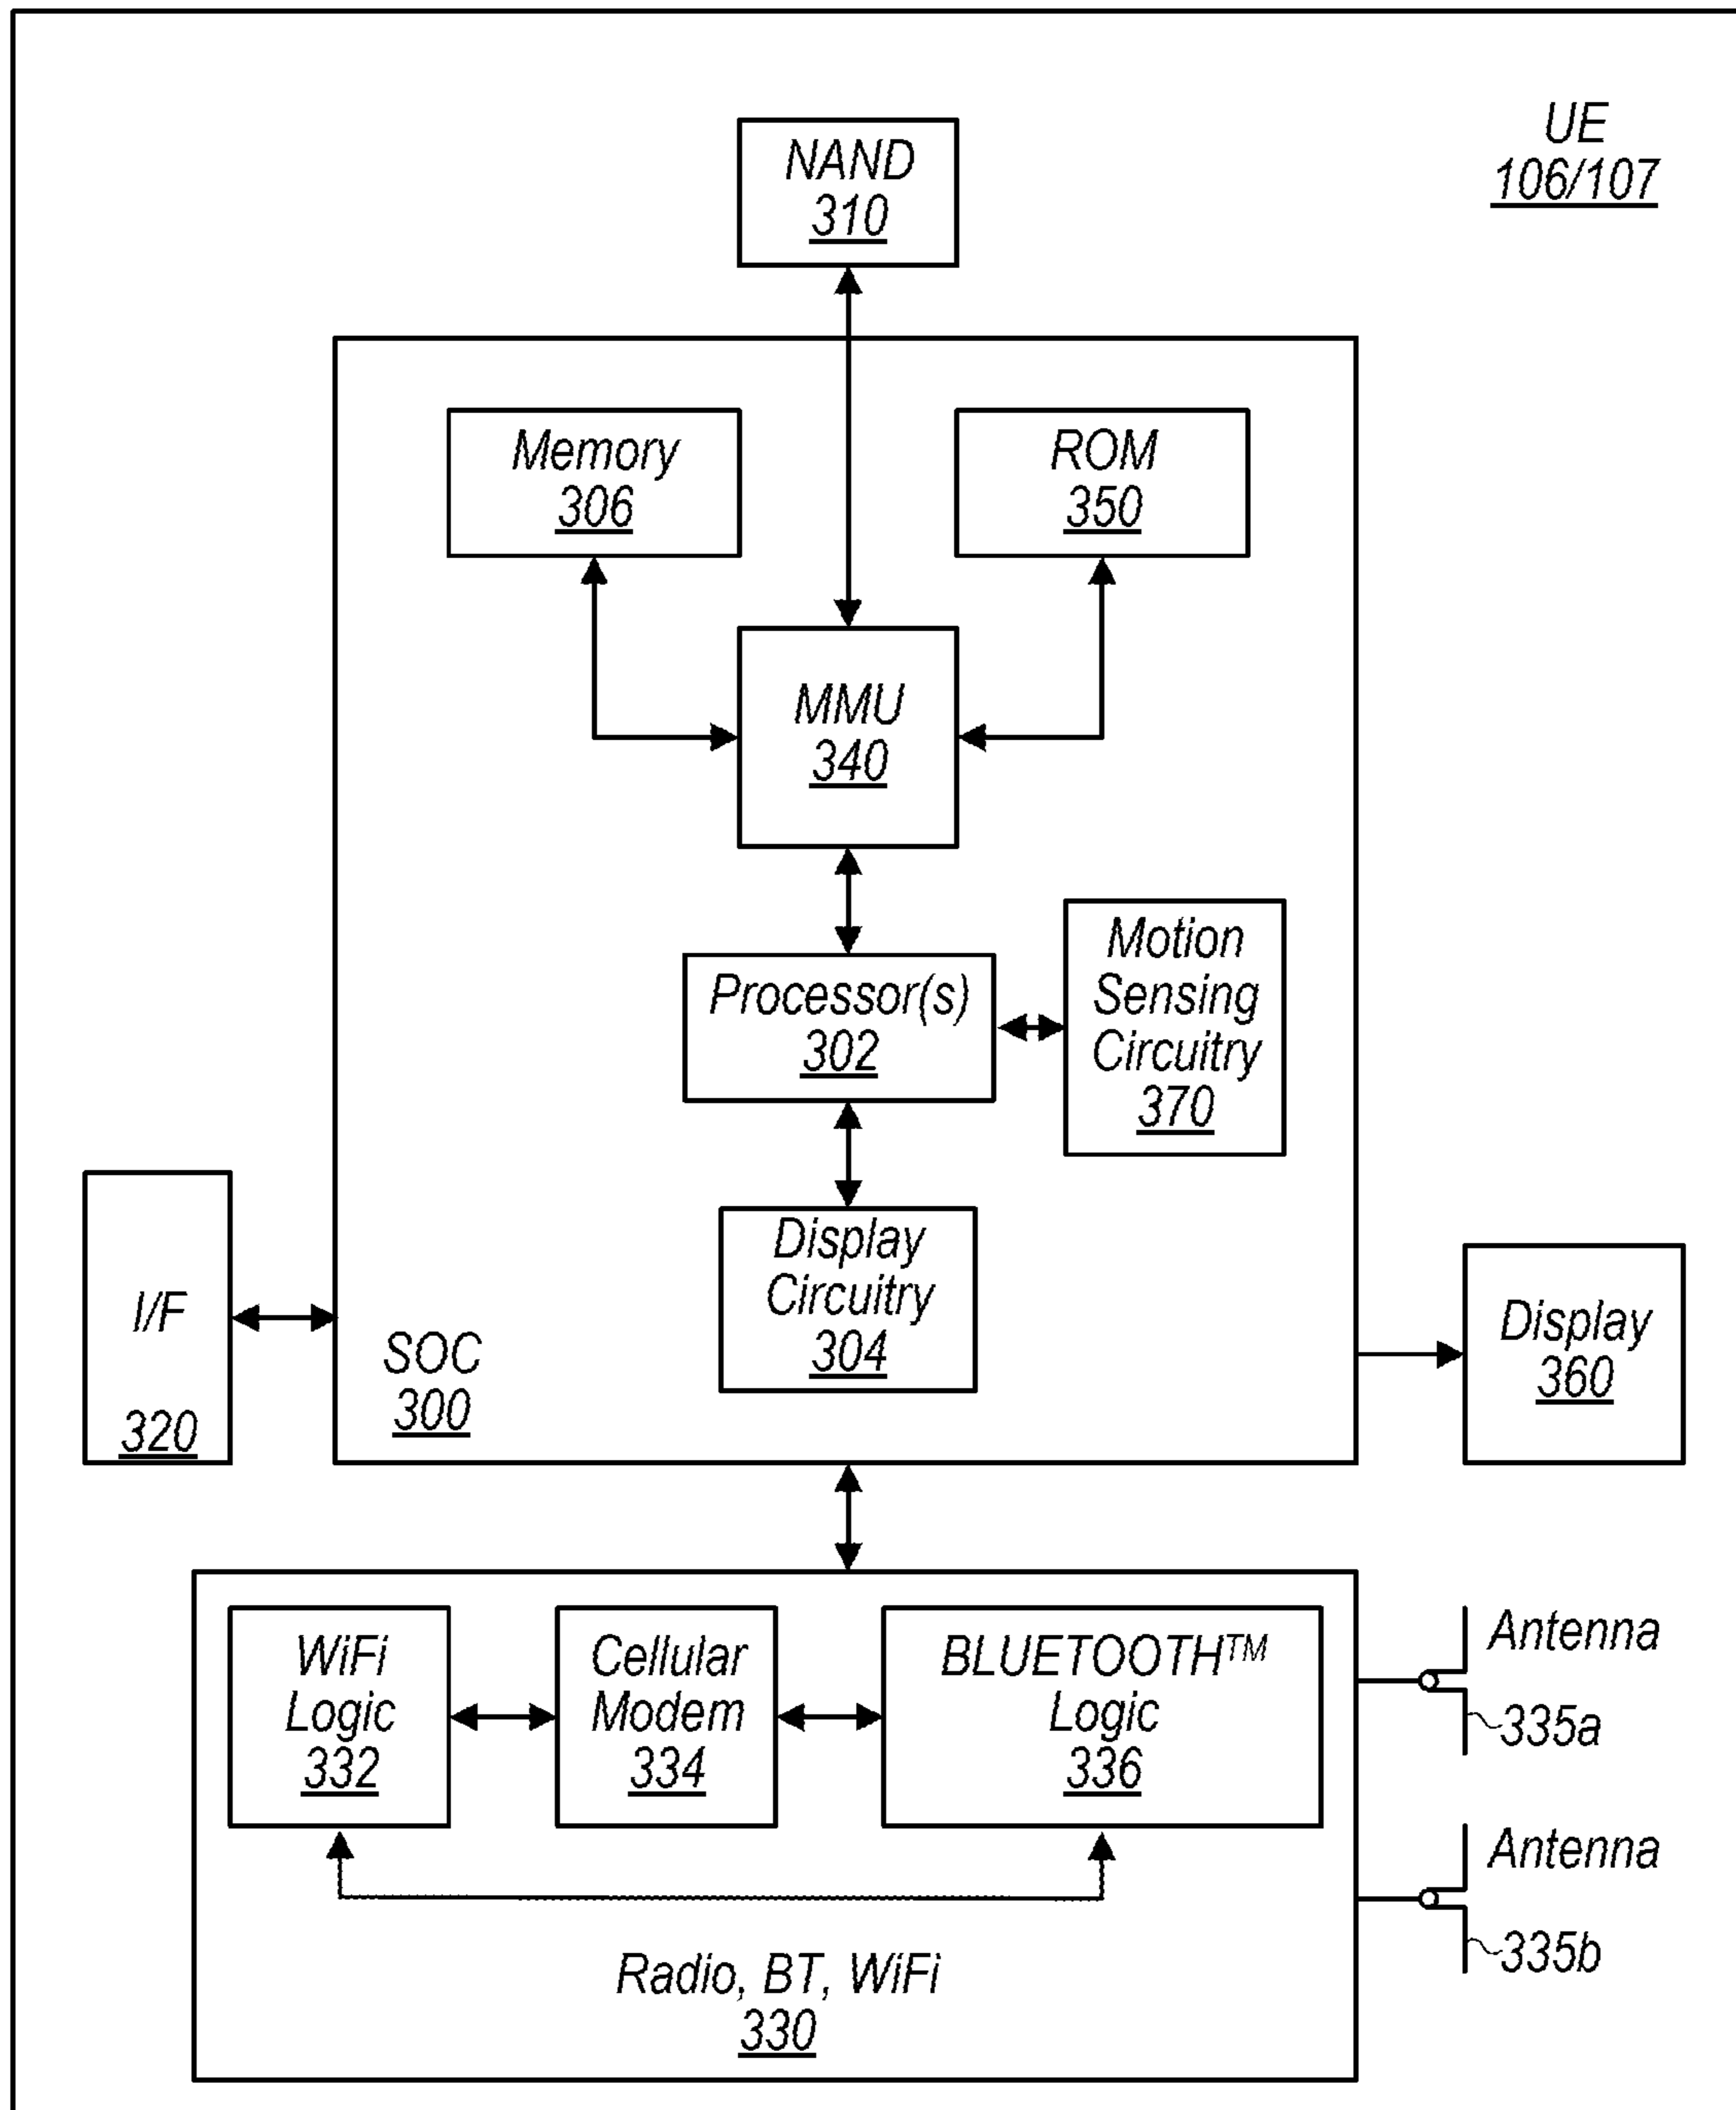 UE
106/107
NAND
310
Memory
306
ROM
350
MMU
340
Processor(s)
302
Motion
Sensing
Circuitry
370
Display
Circuitry
304
I/F
320
SOC
300
Display
360
WiFi
Logic
332
Cellular
Modem
334
BLUETOOTH™
Logic
336
Antenna
335a
Antenna
335b
Radio, BT, WiFi
330